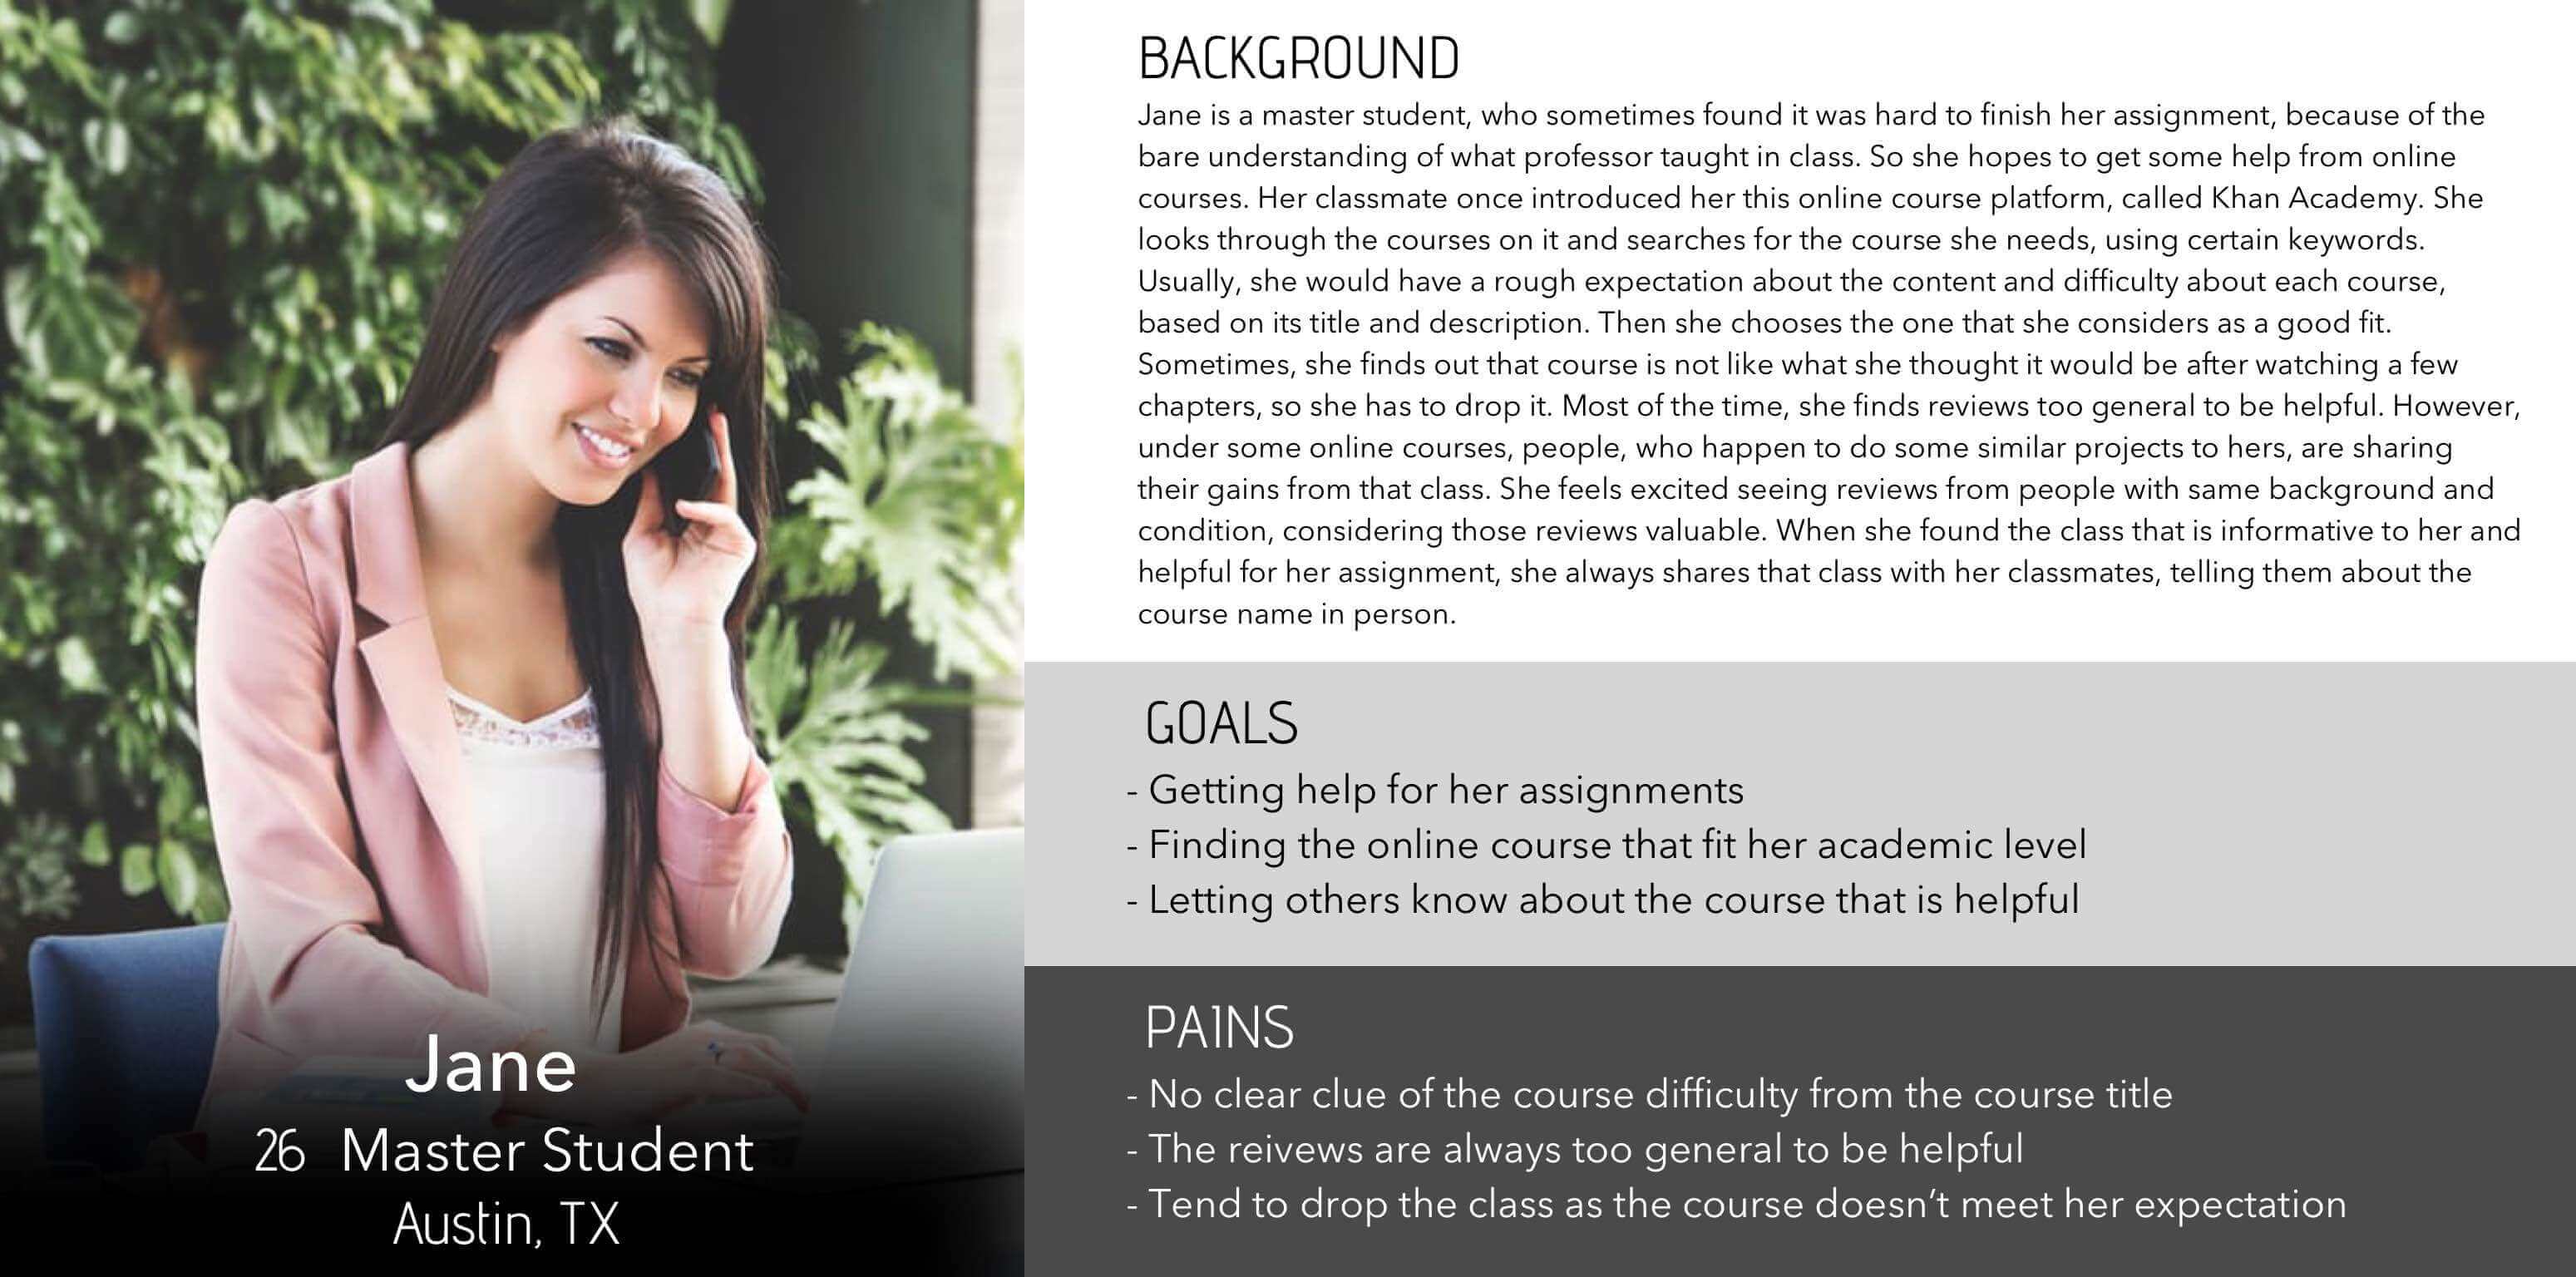 BACKGROUND
Jane is a master student, who sometimes found it was hard to finish her assignment, because of the
bare understanding of what professor taught in class. So she hopes to get some help from online
courses. Her classmate once introduced her this online course platform, called Khan Academy. She
looks through the courses on it and searches for the course she needs, using certain keywords.
Usually, she would have a rough expectation about the content and difficulty about each course,
based on its title and description. Then she chooses the one that she considers as a good fit.
Sometimes, she finds out that course is not like what she thought it would be after watching a few
chapters, so she has to drop it. Most of the time, she finds reviews too general to be helpful. However,
under some online courses, people, who happen to do some similar projects to hers, are sharing
their gains from that class. She feels excited seeing reviews from people with same background and
condition, considering those reviews valuable. When she found the class that is informative to her and
helpful for her assignment, she always shares that class with her classmates, telling them about the
course name in person.
GOALS
- Getting help for her assignments
- Finding the online course that fit her academic level
- Letting others know about the course that is helpful
PAINS
- No clear clue of the course difficulty from the course title
- The reivews are always too general to be helpful
- Tend to drop the class as the course doesn't meet her expectation
Jane
26 Master Student
Austin, TX